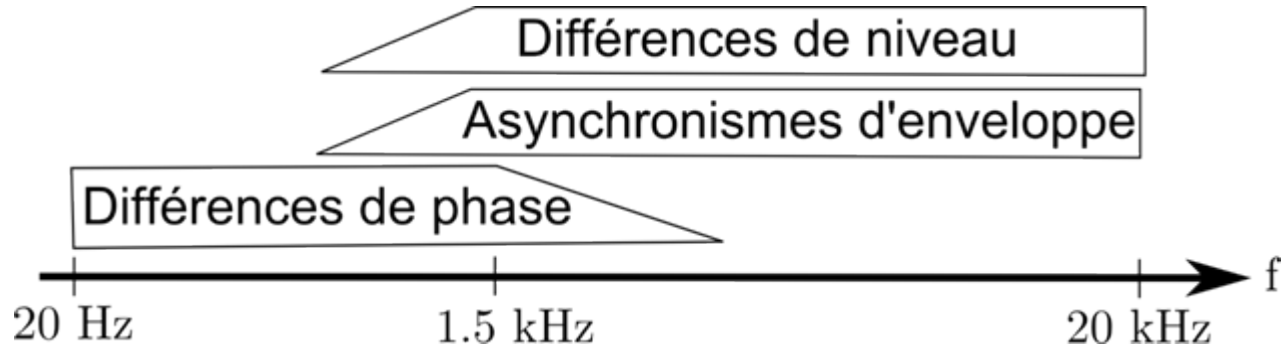 Différences de niveau
Asynchronismes d'enveloppe
Différences de phase
f
20 Hz
1.5 kHz
20 kHz